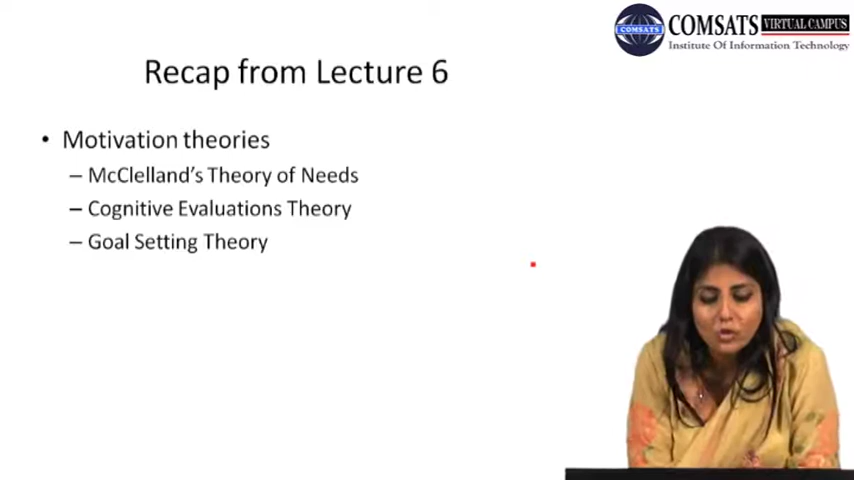 COMSATS VIRTUAL CAMPUS
Institute Of Information Technology
COMSATS
Recap from Lecture 6
• Motivation theories
– McClelland's Theory of Needs
– Cognitive Evaluations Theory
– Goal Setting Theory